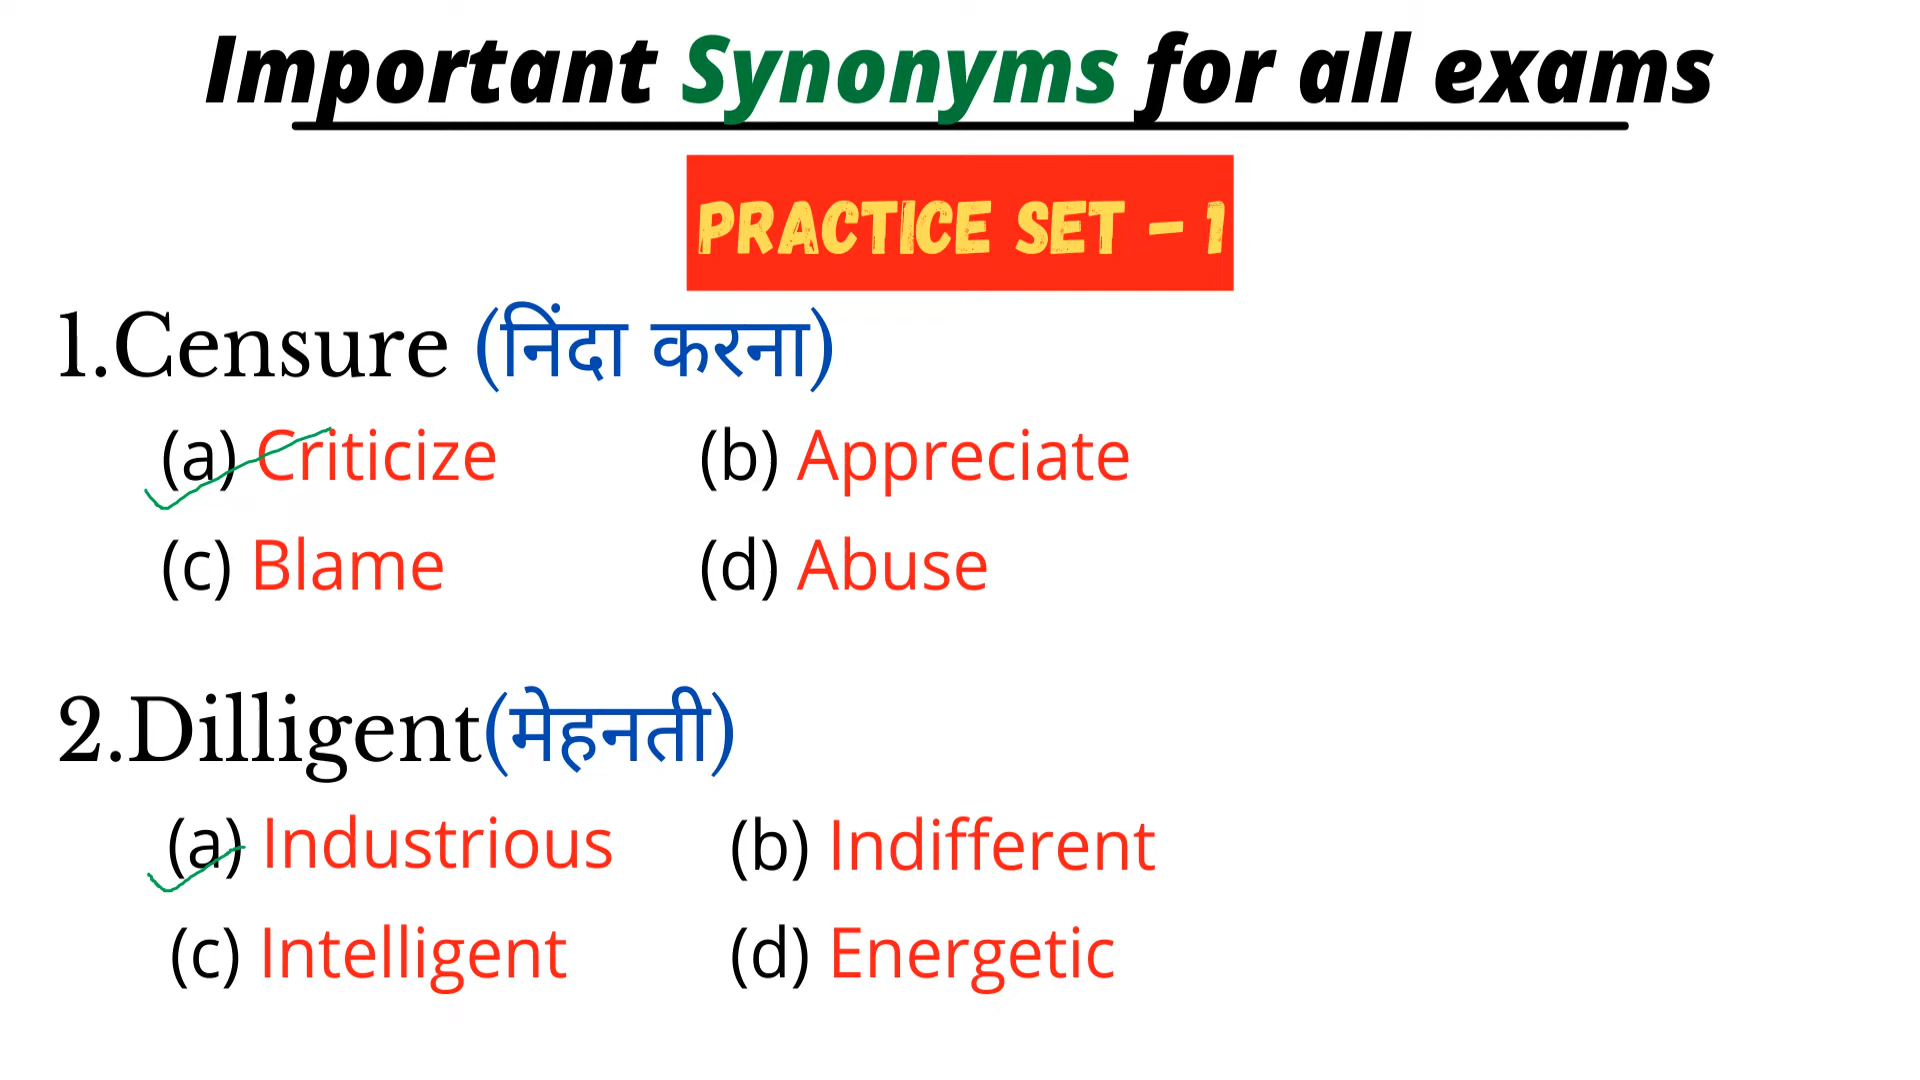 Important Synonyms for all exams
PRACTICE SET - 1
1.Censure (निंदा करना)
(a) Criticize (b) Appreciate
(c) Blame (d) Abuse
2.Dilligent(मेहनती)
(a) Industrious (b) Indifferent
(c) Intelligent (d) Energetic